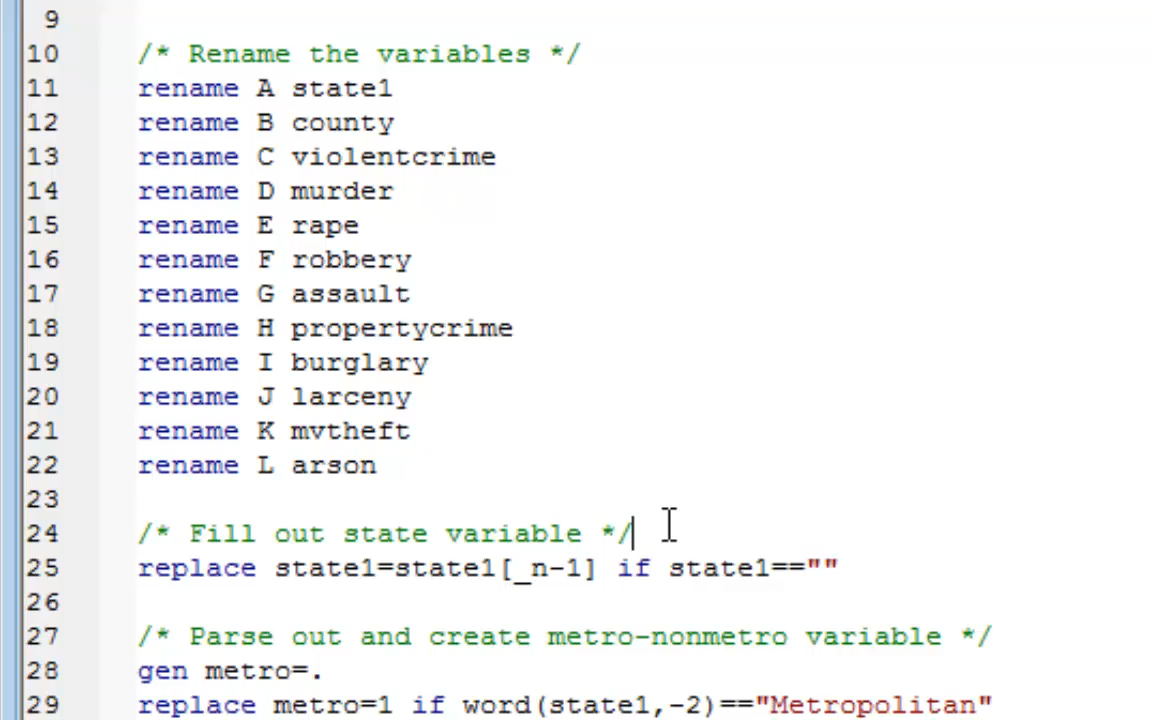 9
10 /* Rename the variables */
11 rename A state1
12 rename B county
13 rename C violentcrime
14 rename D murder
15 rename E rape
16 rename F robbery
17 rename G assault
18 rename H propertycrime
19 rename I burglary
20 rename J larceny
21 rename K mvtheft
22 rename L arson
23
24 /* Fill out state variable */
25 replace state1=state1[_n-1] if state1==""
26
27 /* Parse out and create metro-nonmetro variable */
28 gen metro=.
29 replace metro=1 if word(state1,-2)=="Metropolitan"